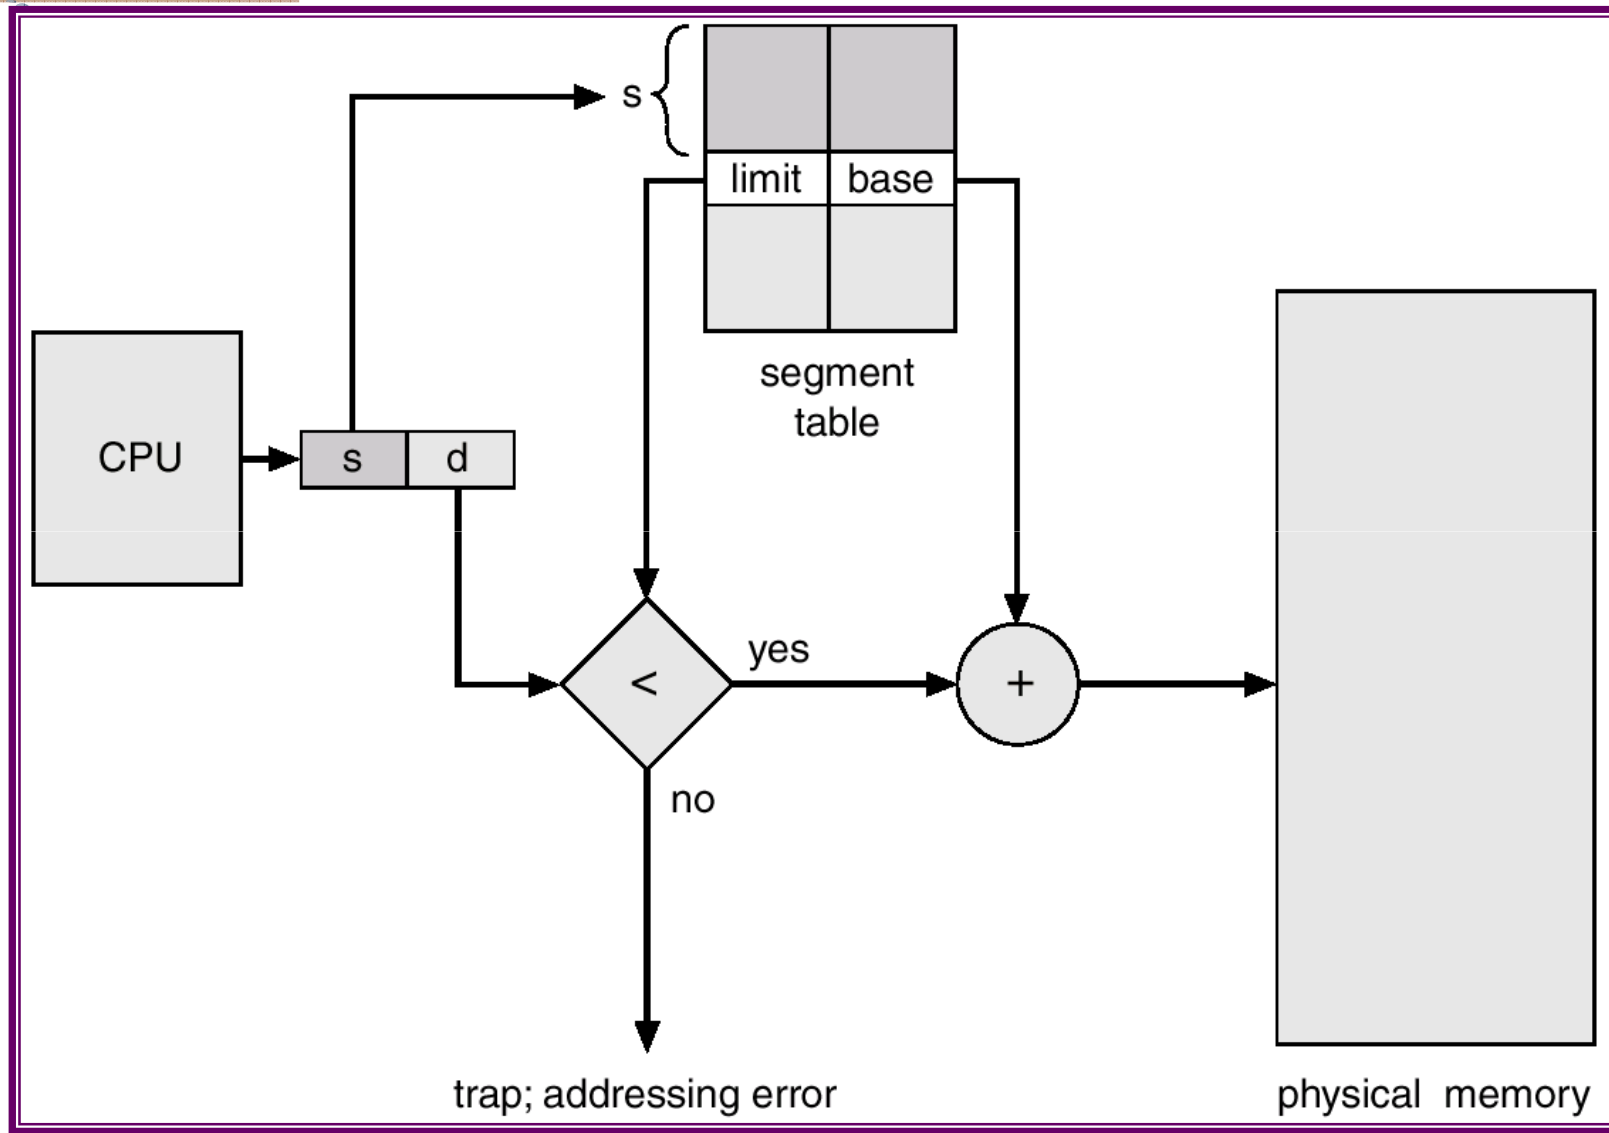 s
limit base
segment
table
CPU
s d
<
yes
+
no
trap; addressing error
physical memory